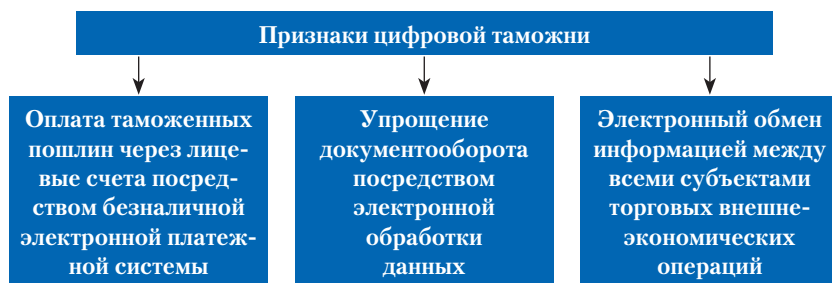 Признаки цифровой таможни
Оплата таможенных
пошлин через лице-
вые счета посред-
ством безналичной
электронной платеж-
ной системы
Упрощение
документооборота
посредством
электронной
обработки
данных
Электронный обмен
информацией между
всеми субъектами
торговых внешне-
экономических
операций